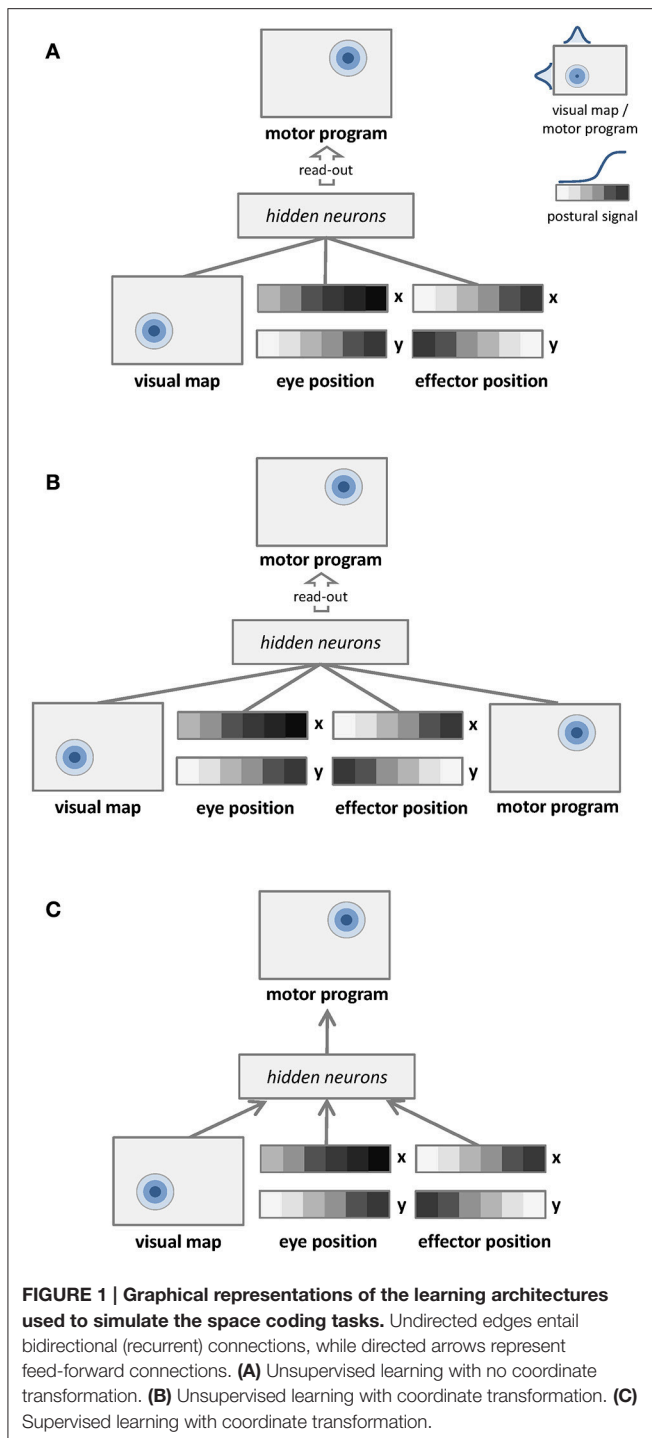 A
motor program
read-out
hidden neurons
visual map /
motor program
postural signal
x
x
y
y
visual map
eye position
effector position
B
motor program
read-out
hidden neurons
x
x
y
y
visual map
eye position
effector position
motor program
C
motor program
hidden neurons
x
x
y
y
visual map
eye position
effector position
FIGURE 1 | Graphical representations of the learning architectures
used to simulate the space coding tasks. Undirected edges entail
bidirectional (recurrent) connections, while directed arrows represent
feed-forward connections. (A) Unsupervised learning with no coordinate
transformation. (B) Unsupervised learning with coordinate transformation. (C)
Supervised learning with coordinate transformation.